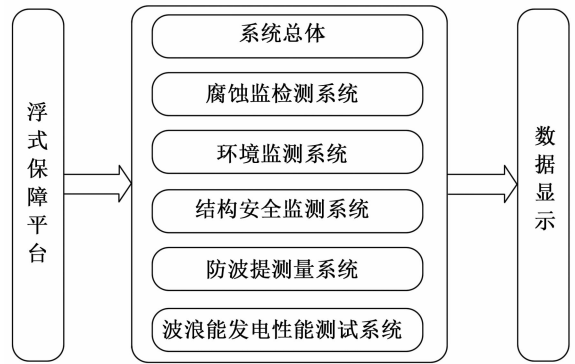 浮式保障平台
系统总体
腐蚀监检测系统
环境监测系统
结构安全监测系统
防波提测量系统
波浪能发电性能测试系统
数据显示